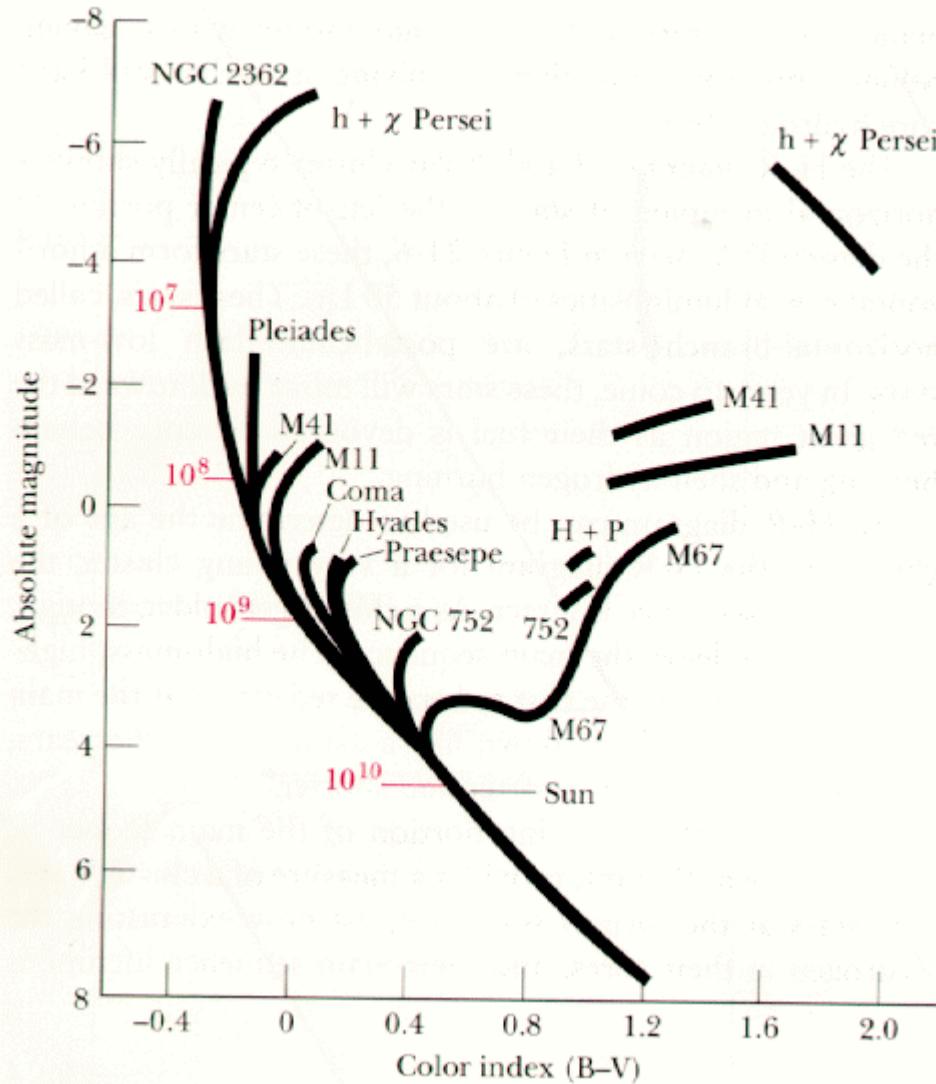 −8
NGC 2362
h + χ Persei
h + χ Persei
−6
−4
10⁷
Pleiades
−2
M41
M41
M11
M11
10⁸
0
Coma
Hyades
Praesepe
H + P
M67
10⁹
2
NGC 752
752
M67
4
10¹⁰
Sun
6
8
−0.4
0
0.4
0.8
1.2
1.6
2.0
Absolute magnitude
Color index (B–V)